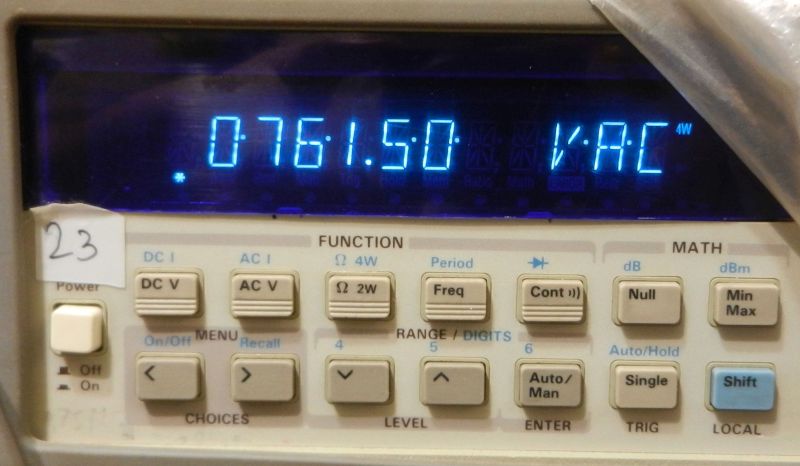 0761.50 VAC 4W
*
23
FUNCTION
MATH
DC I AC I Ω 4W Period dB dBm
DC V AC V Ω 2W Freq Cont Null Min Max
Power
MENU RANGE / DIGITS
On/Off Recall 4 5 6 Auto/Hold
< > Auto/ Man Single Shift
Off
On
CHOICES LEVEL ENTER TRIG LOCAL